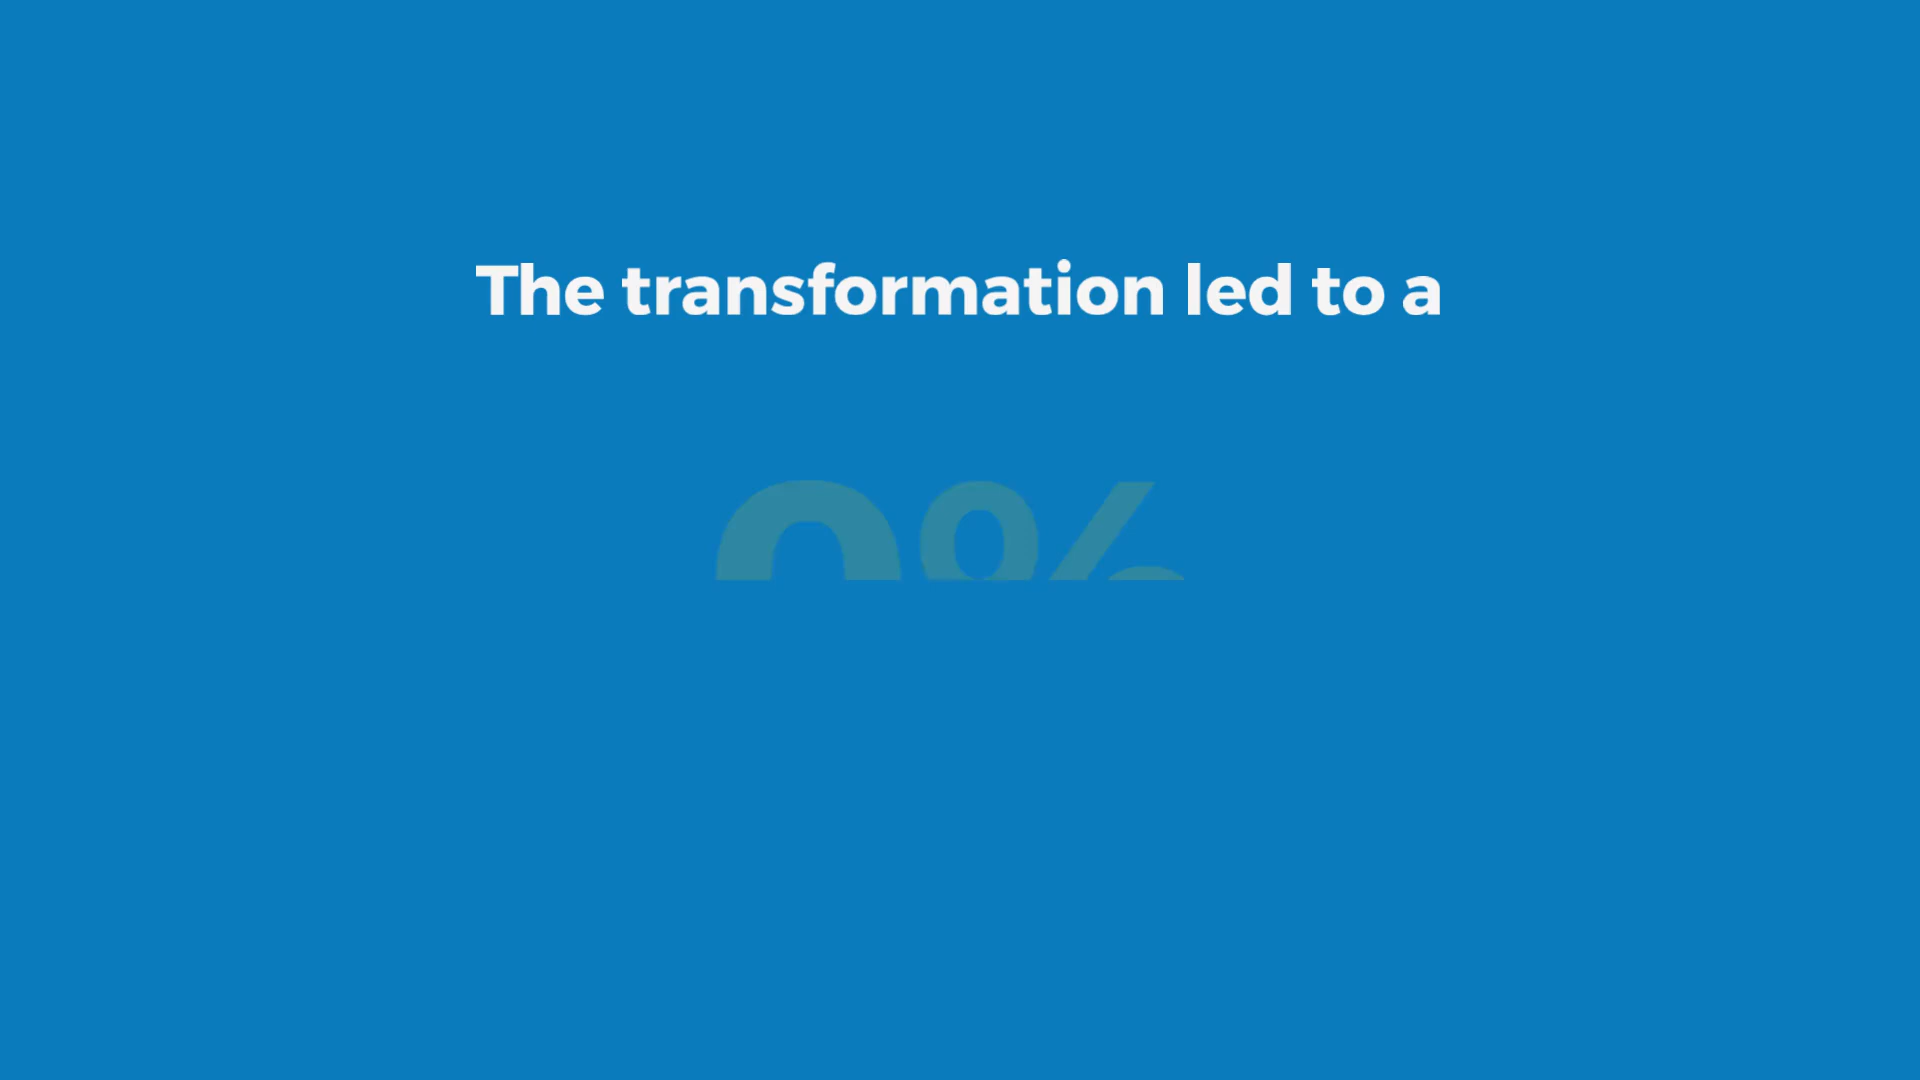 The transformation led to a